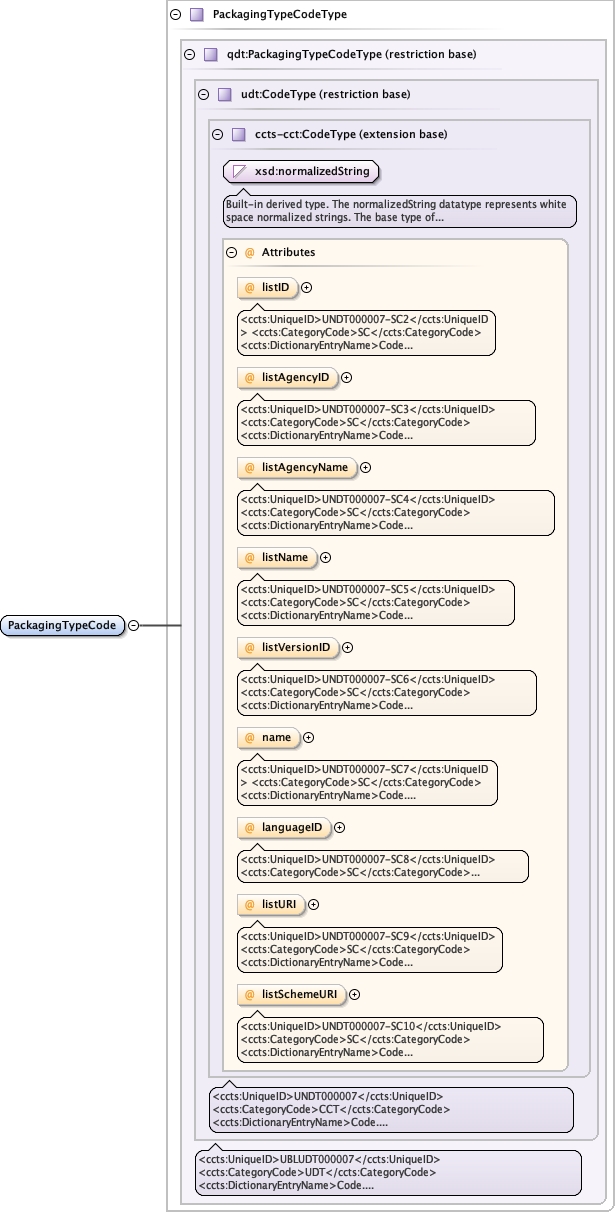 PackagingTypeCodeType
qdt:PackagingTypeCodeType (restriction base)
udt:CodeType (restriction base)
ccts-cct:CodeType (extension base)
xsd:normalizedString
Built-in derived type. The normalizedString datatype represents white
space normalized strings. The base type of...
@ Attributes
@ listID
<ccts:UniqueID>UNDT000007-SC2</ccts:UniqueID
> <ccts:CategoryCode>SC</ccts:CategoryCode>
<ccts:DictionaryEntryName>Code...
@ listAgencyID
<ccts:UniqueID>UNDT000007-SC3</ccts:UniqueID>
<ccts:CategoryCode>SC</ccts:CategoryCode>
<ccts:DictionaryEntryName>Code...
@ listAgencyName
<ccts:UniqueID>UNDT000007-SC4</ccts:UniqueID>
<ccts:CategoryCode>SC</ccts:CategoryCode>
<ccts:DictionaryEntryName>Code...
@ listName
<ccts:UniqueID>UNDT000007-SC5</ccts:UniqueID>
<ccts:CategoryCode>SC</ccts:CategoryCode>
<ccts:DictionaryEntryName>Code...
PackagingTypeCode
@ listVersionID
<ccts:UniqueID>UNDT000007-SC6</ccts:UniqueID>
<ccts:CategoryCode>SC</ccts:CategoryCode>
<ccts:DictionaryEntryName>Code...
@ name
<ccts:UniqueID>UNDT000007-SC7</ccts:UniqueID
> <ccts:CategoryCode>SC</ccts:CategoryCode>
<ccts:DictionaryEntryName>Code....
@ languageID
<ccts:UniqueID>UNDT000007-SC8</ccts:UniqueID>
<ccts:CategoryCode>SC</ccts:CategoryCode>...
@ listURI
<ccts:UniqueID>UNDT000007-SC9</ccts:UniqueID>
<ccts:CategoryCode>SC</ccts:CategoryCode>
<ccts:DictionaryEntryName>Code...
@ listSchemeURI
<ccts:UniqueID>UNDT000007-SC10</ccts:UniqueID>
<ccts:CategoryCode>SC</ccts:CategoryCode>
<ccts:DictionaryEntryName>Code...
<ccts:UniqueID>UNDT000007</ccts:UniqueID>
<ccts:CategoryCode>CCT</ccts:CategoryCode>
<ccts:DictionaryEntryName>Code....
<ccts:UniqueID>UBLUDT000007</ccts:UniqueID>
<ccts:CategoryCode>UDT</ccts:CategoryCode>
<ccts:DictionaryEntryName>Code....